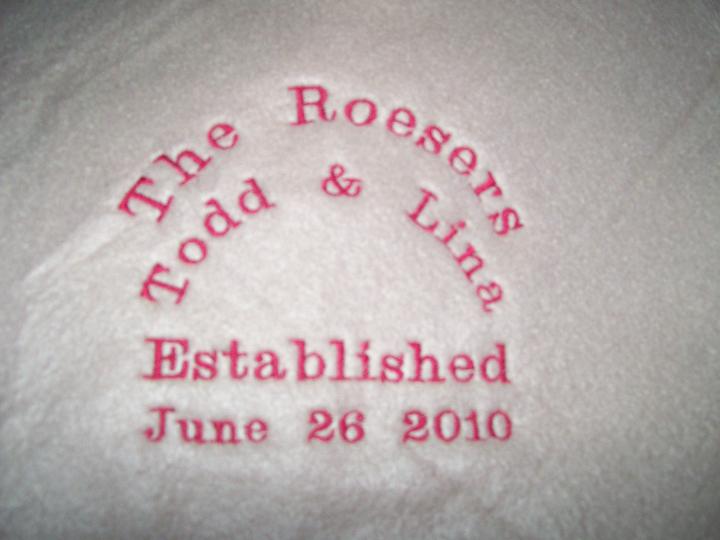 The Roesers
Todd & Lina
Established
June 26 2010